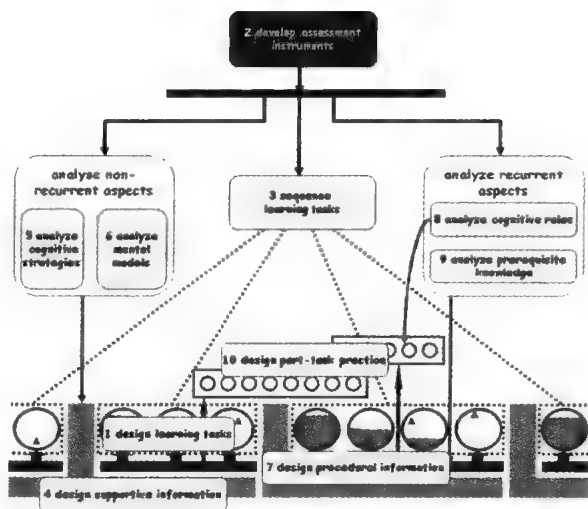 2 develop assessment
instruments
analyse non-
recurrent aspects
5 analyze
cognitive
strategies
6 analyze
mental
models
3 sequence
learning tasks
analyze recurrent
aspects
8 analyze cognitive rules
9 analyze prerequisite
knowledge
10 design part-task practice
1 design learning tasks
7 design procedural information
4 design supportive information